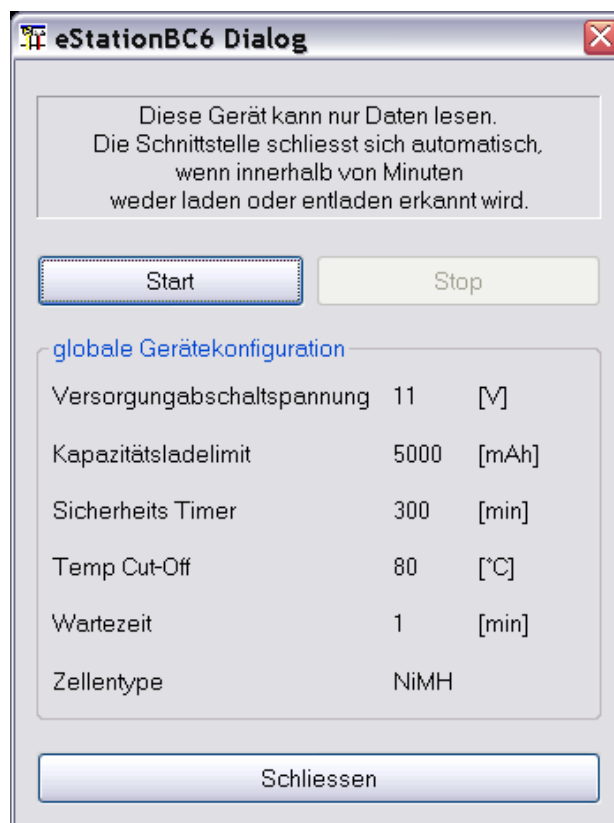 eStationBC6 Dialog
Diese Gerät kann nur Daten lesen.
Die Schnittstelle schliesst sich automatisch,
wenn innerhalb von Minuten
weder laden oder entladen erkannt wird.
Start Stop
globale Gerätekonfiguration
Versorgungabschaltspannung 11 [V]
Kapazitätsladelimit 5000 [mAh]
Sicherheits Timer 300 [min]
Temp Cut-Off 80 [°C]
Wartezeit 1 [min]
Zellentype NiMH
Schliessen